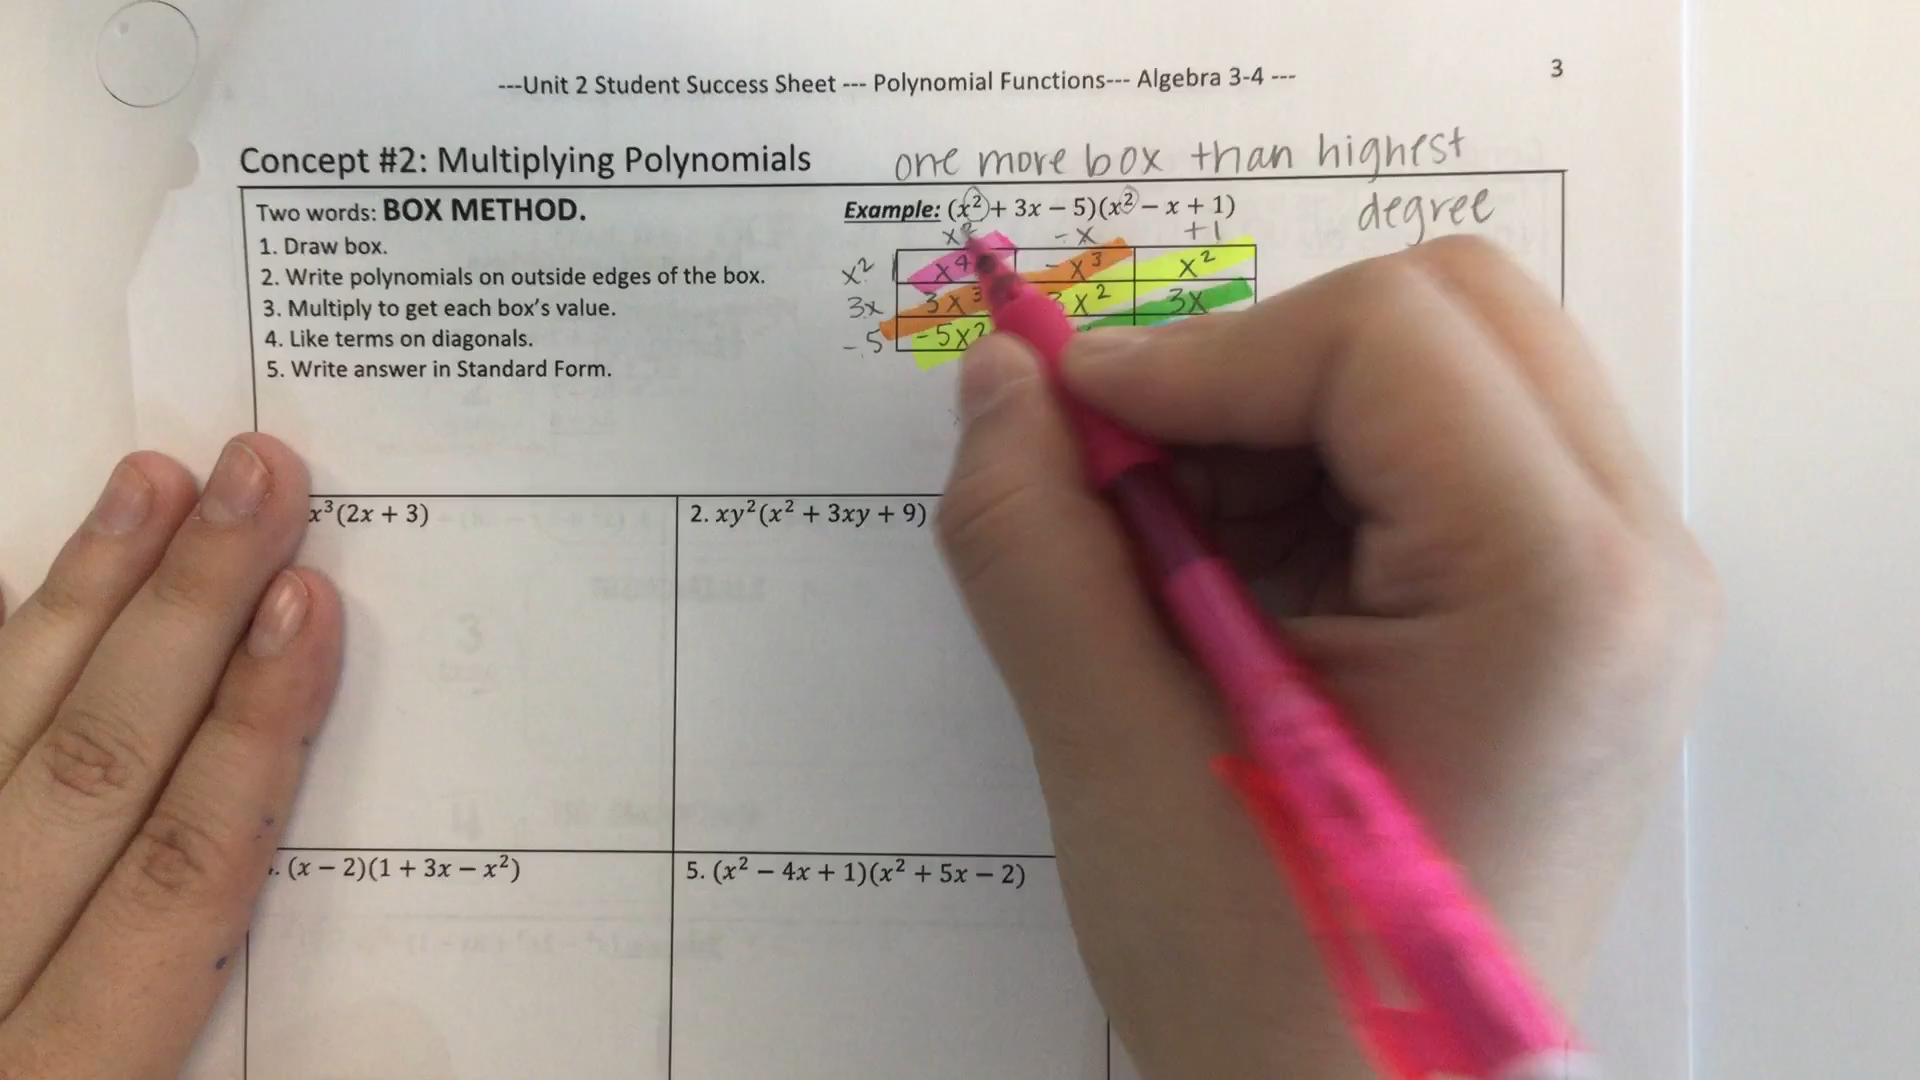 ---Unit 2 Student Success Sheet --- Polynomial Functions--- Algebra 3-4 ---
3
Concept #2: Multiplying Polynomials
one more box than highest
degree
Two words: BOX METHOD.
1. Draw box.
2. Write polynomials on outside edges of the box.
3. Multiply to get each box's value.
4. Like terms on diagonals.
5. Write answer in Standard Form.
Example: (x² + 3x − 5)(x² − x + 1)
x² -x +1
x² x⁴ -x³ x²
3x 3x³ x² 3x
-5 -5x²
x³(2x + 3)
2. xy²(x² + 3xy + 9)
. (x − 2)(1 + 3x − x²)
5. (x² − 4x + 1)(x² + 5x − 2)